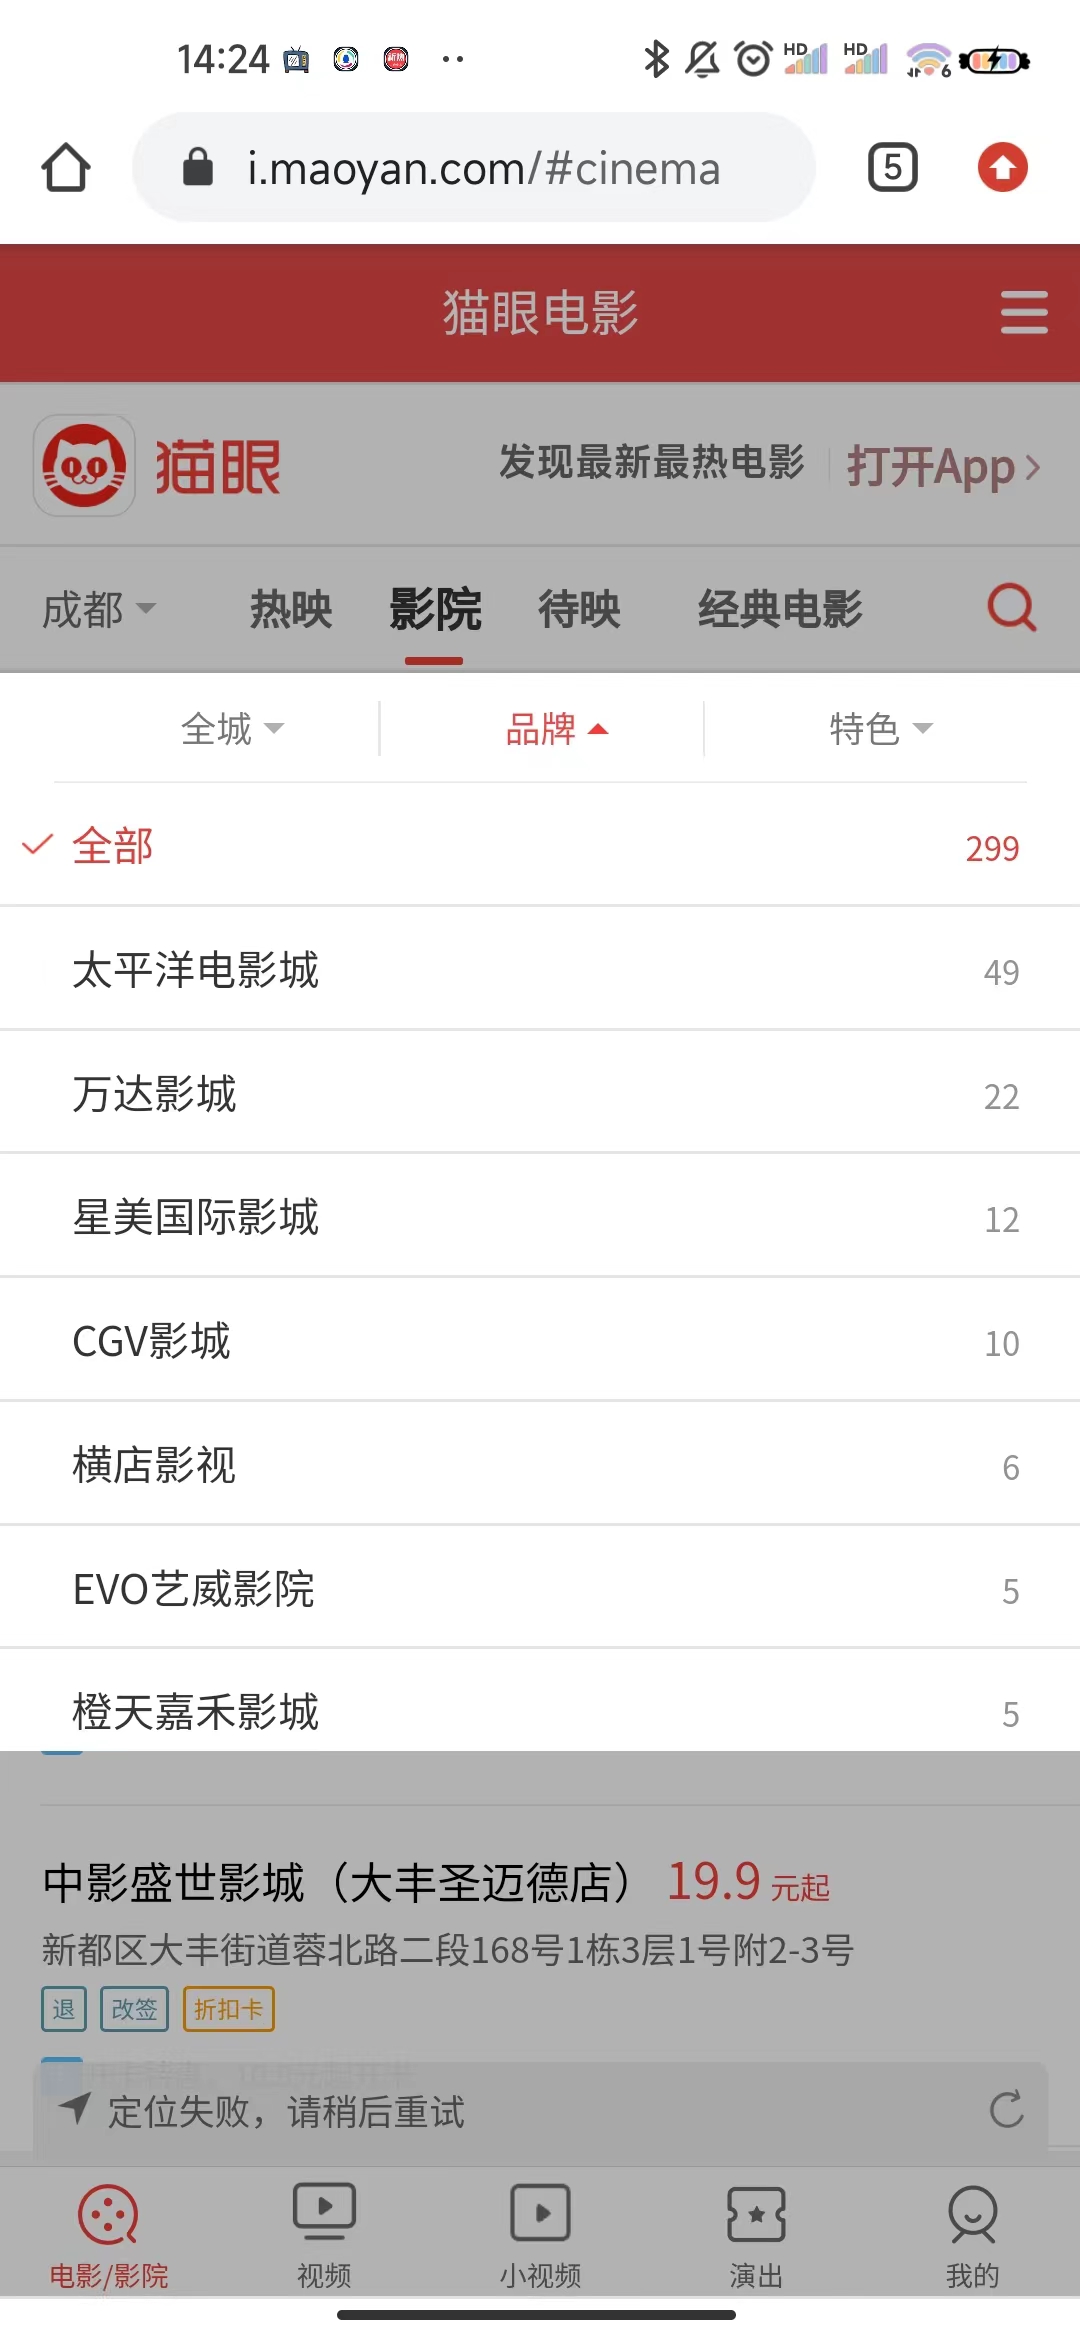 14:24
HD HD 6
i.maoyan.com/#cinema
5
猫眼电影
猫眼 发现最新最热电影 打开App
成都 热映 影院 待映 经典电影
全城 品牌 特色
全部 299
太平洋电影城 49
万达影城 22
星美国际影城 12
CGV影城 10
横店影视 6
EVO艺威影院 5
橙天嘉禾影城 5
中影盛世影城（大丰圣迈德店） 19.9 元起
新都区大丰街道蓉北路二段168号1栋3层1号附2-3号
退 改签 折扣卡
定位失败，请稍后重试
电影/影院 视频 小视频 演出 我的